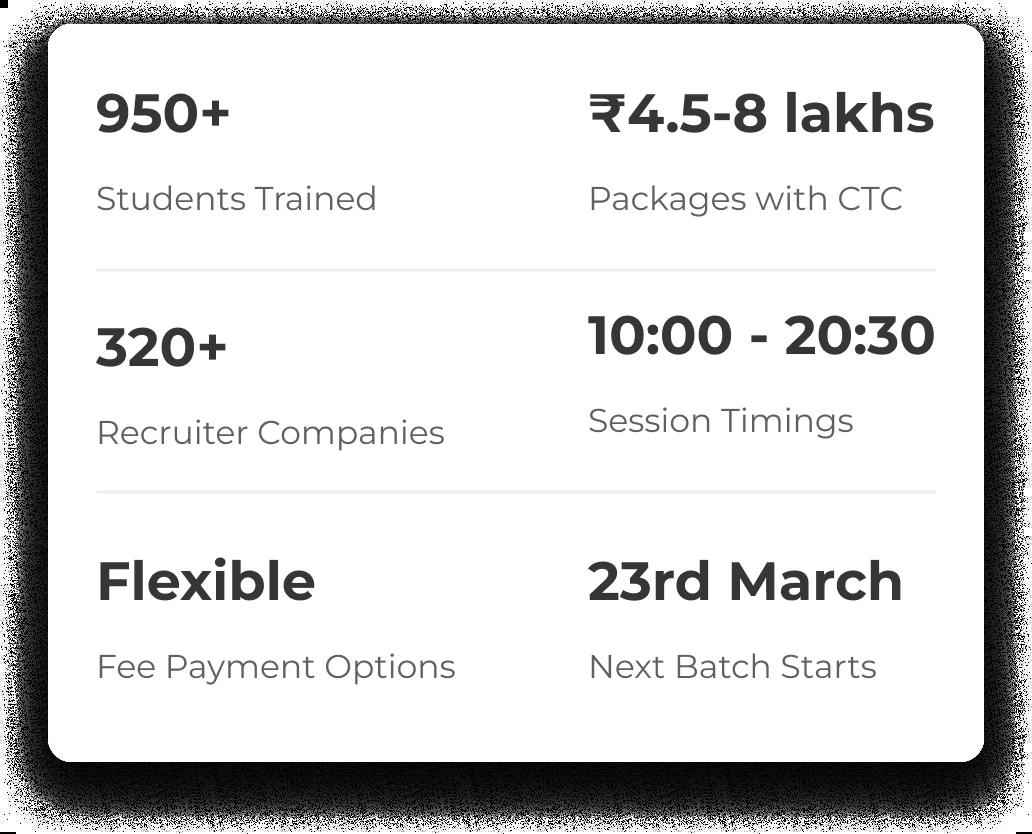 950+
Students Trained
₹4.5-8 lakhs
Packages with CTC
320+
Recruiter Companies
10:00 - 20:30
Session Timings
Flexible
Fee Payment Options
23rd March
Next Batch Starts